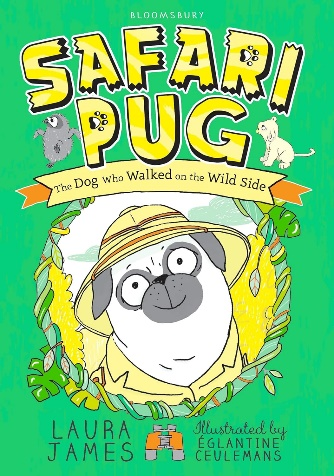 BLOOMSBURY
SAFARI
PUG
The Dog Who Walked on the Wild Side
LAURA
JAMES
Illustrated by
ÉGLANTINE
CEULEMANS